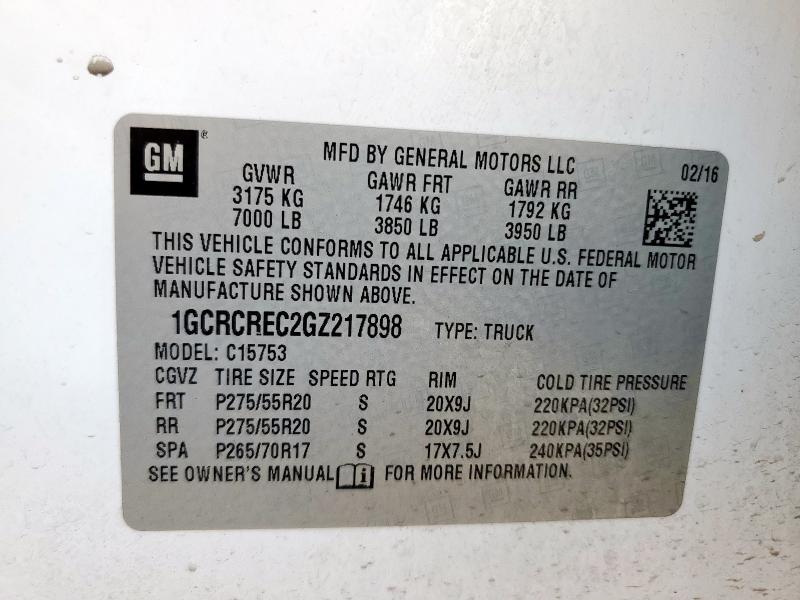 GM®
MFD BY GENERAL MOTORS LLC 02/16
GVWR GAWR FRT GAWR RR
3175 KG 1746 KG 1792 KG
7000 LB 3850 LB 3950 LB
THIS VEHICLE CONFORMS TO ALL APPLICABLE U.S. FEDERAL MOTOR
VEHICLE SAFETY STANDARDS IN EFFECT ON THE DATE OF
MANUFACTURE SHOWN ABOVE.
1GCRCREC2GZ217898 TYPE: TRUCK
MODEL: C15753
CGVZ TIRE SIZE SPEED RTG RIM COLD TIRE PRESSURE
FRT P275/55R20 S 20X9J 220KPA(32PSI)
RR P275/55R20 S 20X9J 220KPA(32PSI)
SPA P265/70R17 S 17X7.5J 240KPA(35PSI)
SEE OWNER'S MANUAL i FOR MORE INFORMATION.